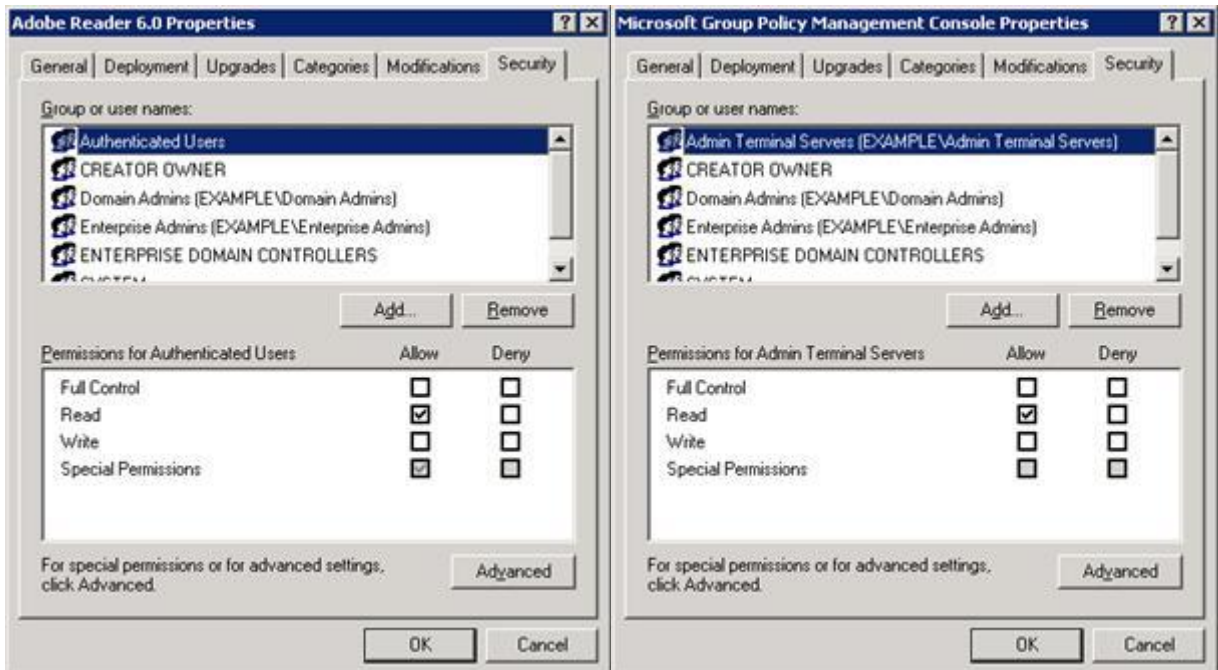 Adobe Reader 6.0 Properties
General Deployment Upgrades Categories Modifications Security
Group or user names:
Authenticated Users
CREATOR OWNER
Domain Admins (EXAMPLE\Domain Admins)
Enterprise Admins (EXAMPLE\Enterprise Admins)
ENTERPRISE DOMAIN CONTROLLERS
SYSTEM
Add... Remove
Permissions for Authenticated Users Allow Deny
Full Control
Read
Write
Special Permissions
For special permissions or for advanced settings,
click Advanced.
Advanced
OK Cancel
Microsoft Group Policy Management Console Properties
General Deployment Upgrades Categories Modifications Security
Group or user names:
Admin Terminal Servers (EXAMPLE\Admin Terminal Servers)
CREATOR OWNER
Domain Admins (EXAMPLE\Domain Admins)
Enterprise Admins (EXAMPLE\Enterprise Admins)
ENTERPRISE DOMAIN CONTROLLERS
SYSTEM
Add... Remove
Permissions for Admin Terminal Servers Allow Deny
Full Control
Read
Write
Special Permissions
For special permissions or for advanced settings,
click Advanced.
Advanced
OK Cancel